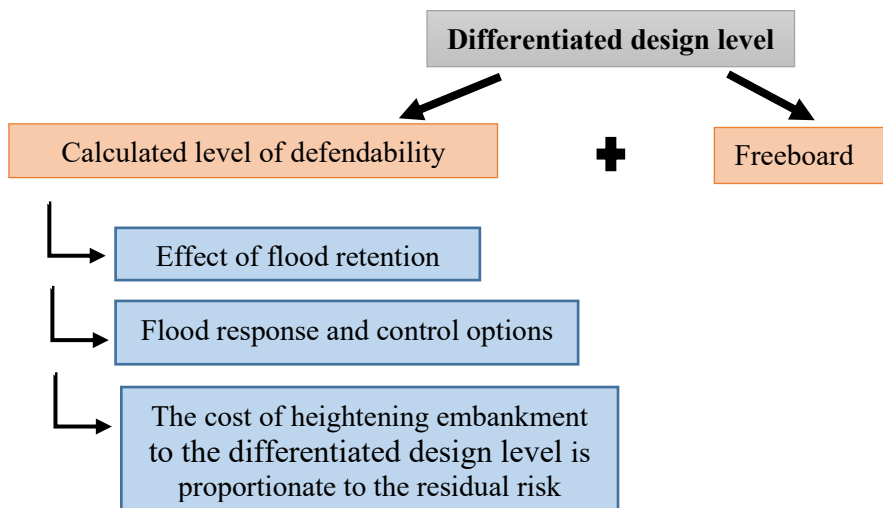 Differentiated design level
Calculated level of defendability
Freeboard
Effect of flood retention
Flood response and control options
The cost of heightening embankment
to the differentiated design level is
proportionate to the residual risk